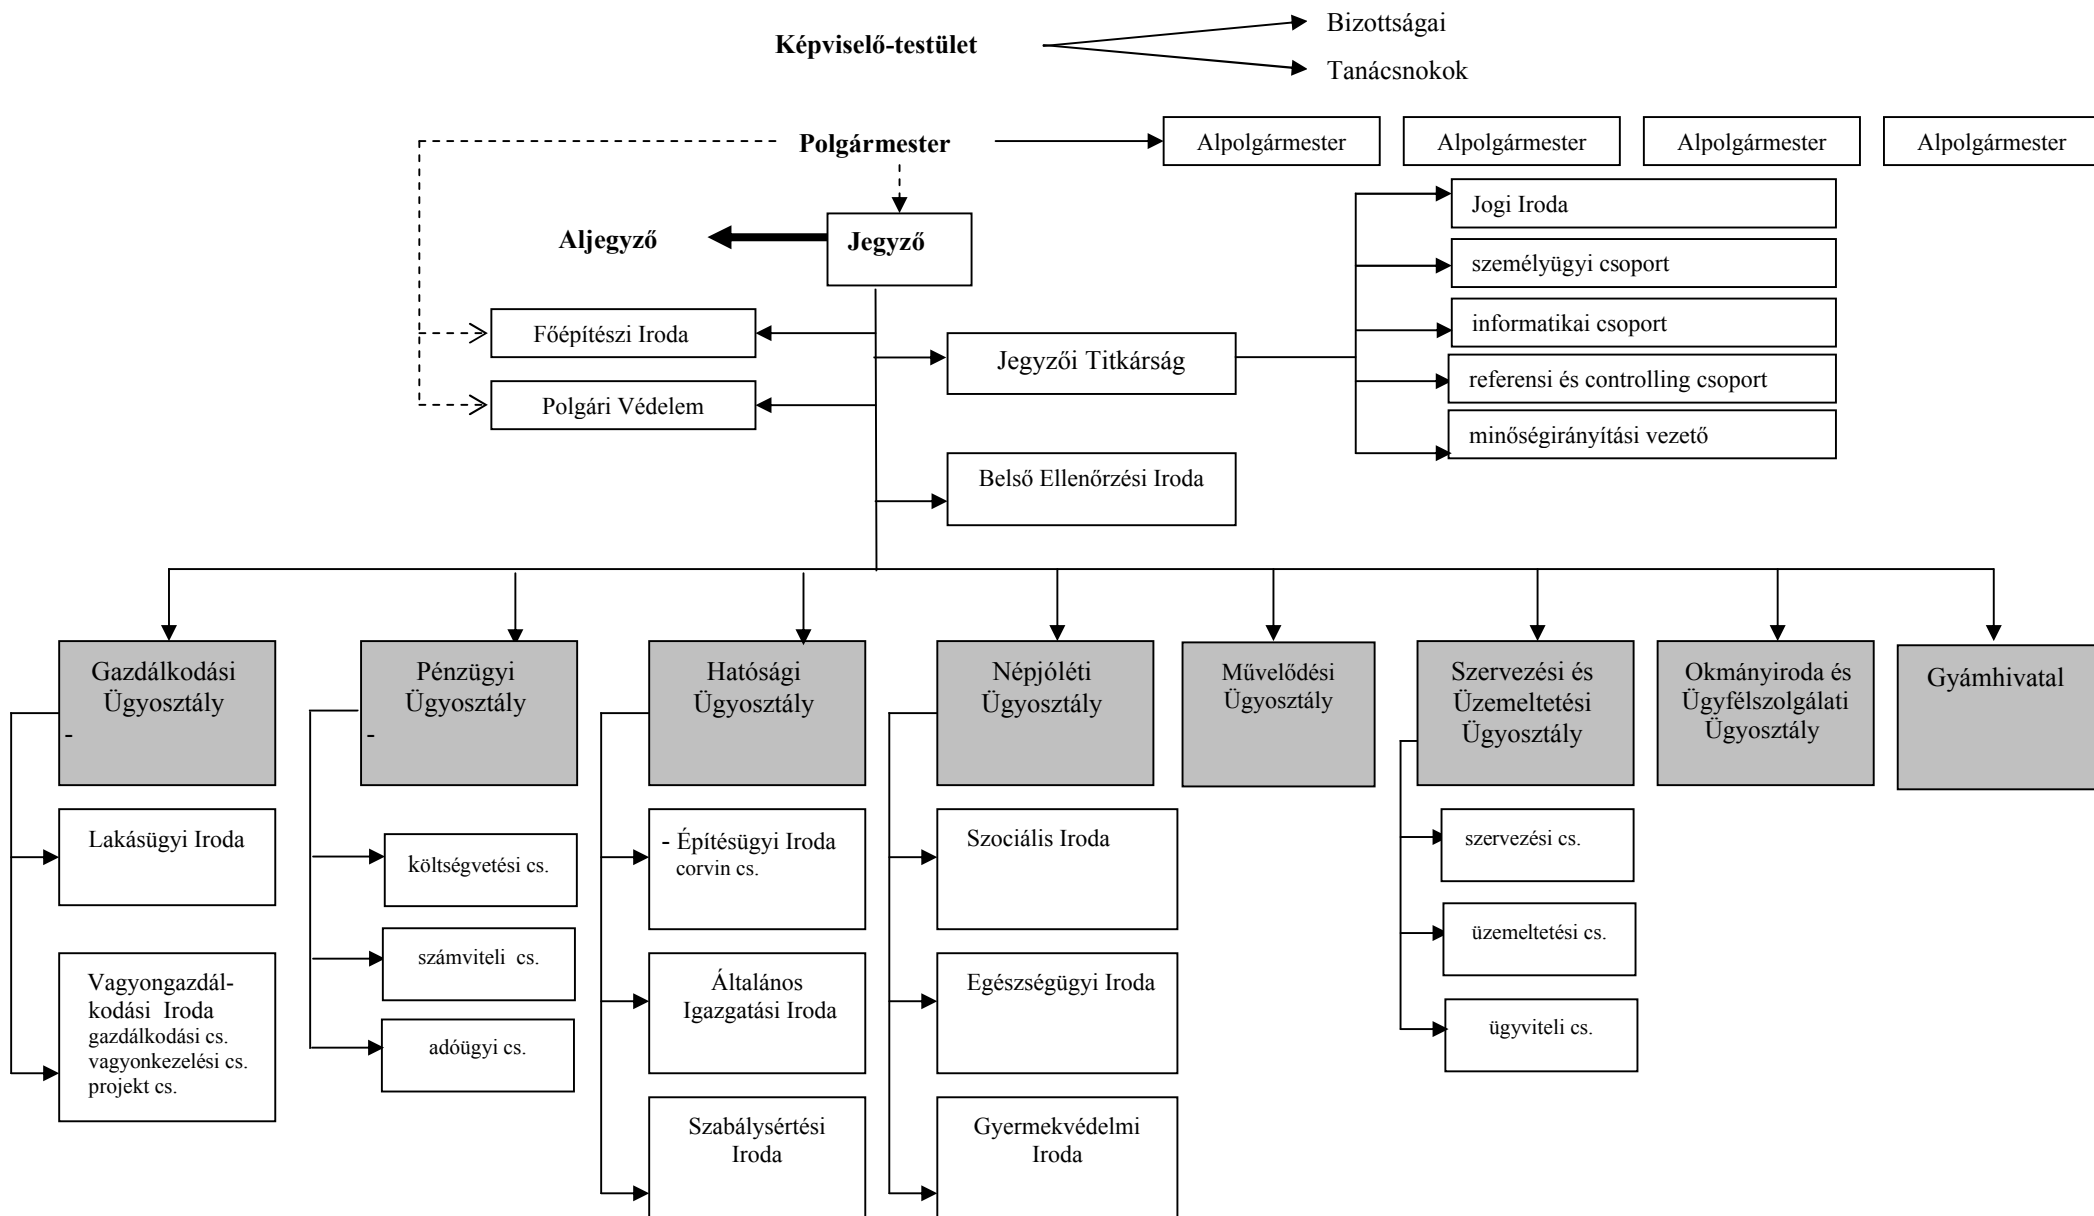 Bizottságai
Képviselő-testület
Tanácsnokok
Polgármester
Alpolgármester
Alpolgármester
Alpolgármester
Alpolgármester
Jogi Iroda
Aljegyző
Jegyző
személyügyi csoport
Főépítészi Iroda
informatikai csoport
Jegyzői Titkárság
referensi és controlling csoport
Polgári Védelem
minőségirányítási vezető
Belső Ellenőrzési Iroda
Gazdálkodási
Ügyosztály
-
Pénzügyi
Ügyosztály
-
Hatósági
Ügyosztály
Népjóléti
Ügyosztály
Művelődési
Ügyosztály
Szervezési és
Üzemeltetési
Ügyosztály
Okmányiroda és
Ügyfélszolgálati
Ügyosztály
Gyámhivatal
Lakásügyi Iroda
Vagyongazdál-
kodási Iroda
gazdálkodási cs.
vagyonkezelési cs.
projekt cs.
költségvetési cs.
számviteli cs.
adóügyi cs.
- Építésügyi Iroda
corvin cs.
Általános
Igazgatási Iroda
Szabálysértési
Iroda
Szociális Iroda
Egészségügyi Iroda
Gyermekvédelmi
Iroda
szervezési cs.
üzemeltetési cs.
ügyviteli cs.